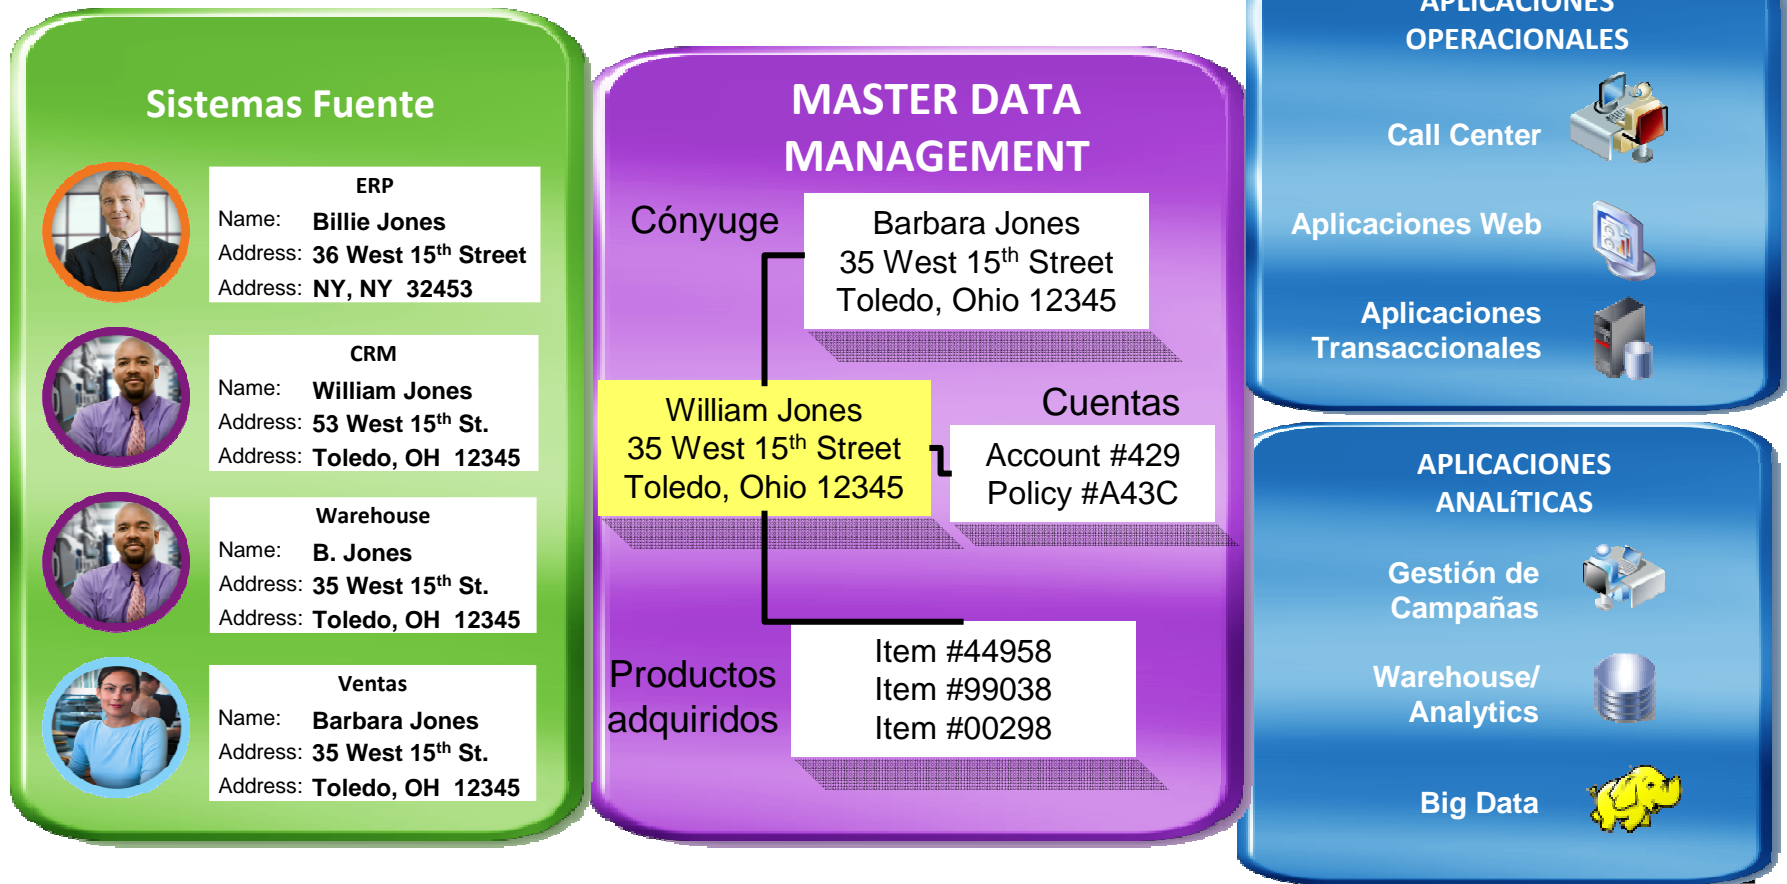 Sistemas Fuente
ERP
Name: Billie Jones
Address: 36 West 15th Street
Address: NY, NY 32453
CRM
Name: William Jones
Address: 53 West 15th St.
Address: Toledo, OH 12345
Warehouse
Name: B. Jones
Address: 35 West 15th St.
Address: Toledo, OH 12345
Ventas
Name: Barbara Jones
Address: 35 West 15th St.
Address: Toledo, OH 12345
MASTER DATA
MANAGEMENT
Cónyuge
Barbara Jones
35 West 15th Street
Toledo, Ohio 12345
William Jones
35 West 15th Street
Toledo, Ohio 12345
Cuentas
Account #429
Policy #A43C
Productos
adquiridos
Item #44958
Item #99038
Item #00298
APLICACIONES
OPERACIONALES
Call Center
Aplicaciones Web
Aplicaciones
Transaccionales
APLICACIONES
ANALíTICAS
Gestión de
Campañas
Warehouse/
Analytics
Big Data